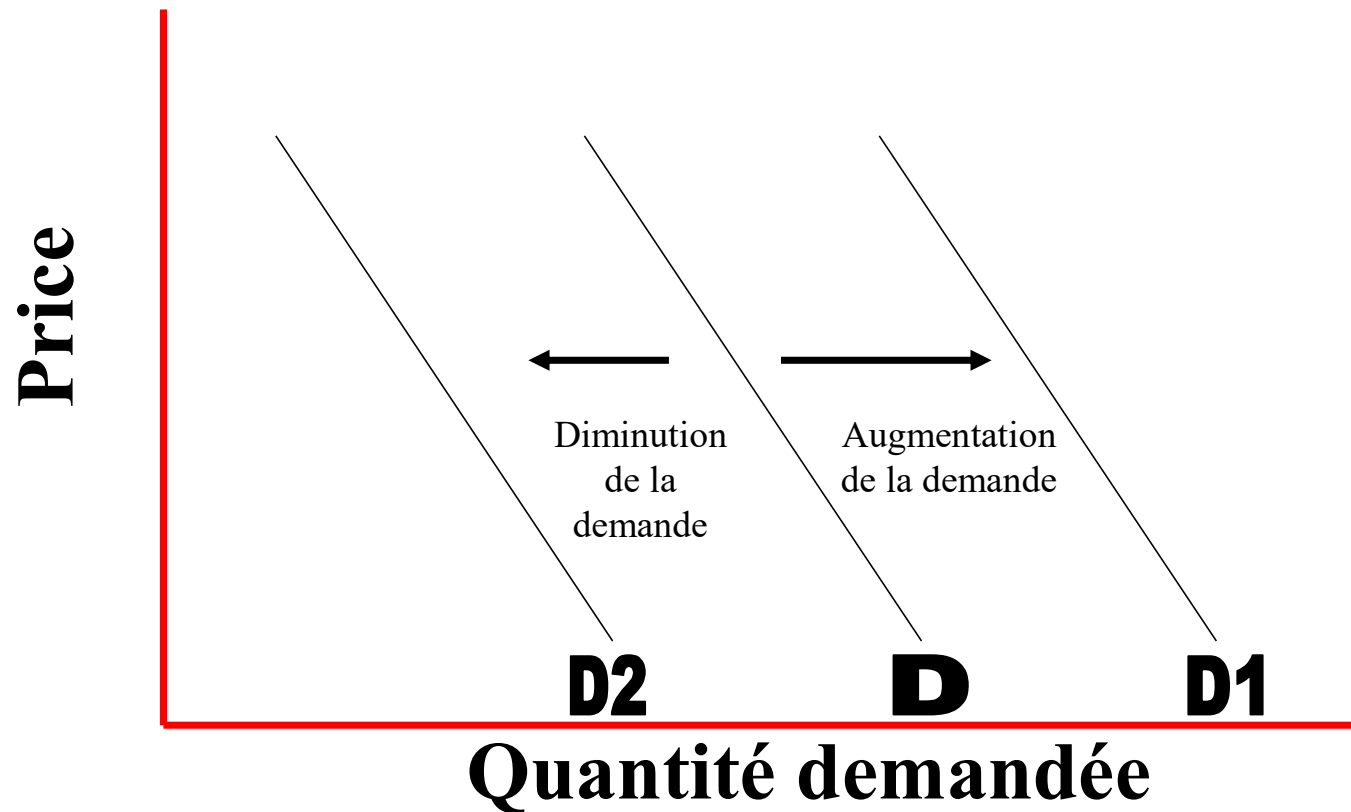 Price
Diminution
de la
demande
Augmentation
de la demande
D2
D
D1
Quantité demandée